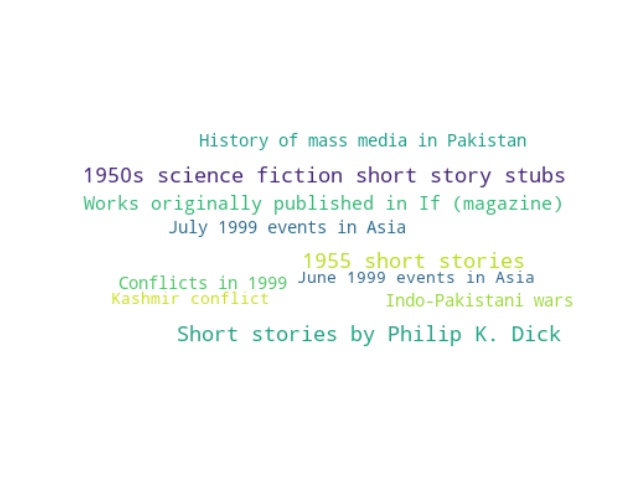 History of mass media in Pakistan
1950s science fiction short story stubs
Works originally published in If (magazine)
July 1999 events in Asia
1955 short stories
June 1999 events in Asia
Conflicts in 1999
Kashmir conflict
Indo-Pakistani wars
Short stories by Philip K. Dick